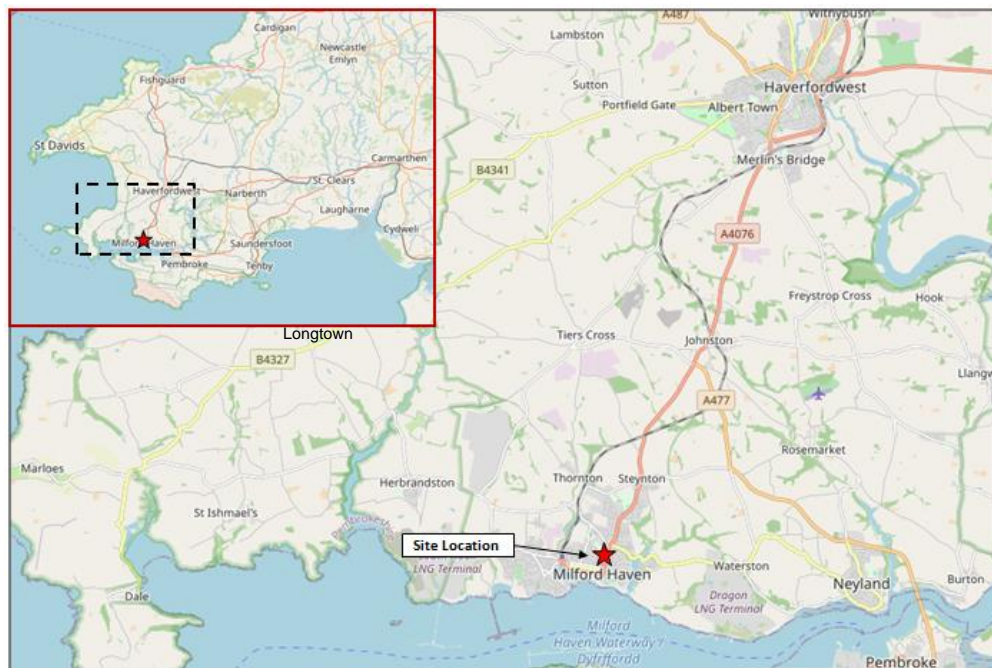 Cardigan
Newcastle
Emlyn
Fishguard
St Davids
Carmarthen
Haverfordwest
Narberth
St. Clears
Laugharne
Cydweli
Milford Haven
Saundersfoot
Pembroke
Tenby
Longtown
A487
Withybush
Lambston
Sutton
Haverfordwest
Portfield Gate
Albert Town
Merlin's Bridge
B4341
A4076
Freystrop Cross
Hook
Tiers Cross
Johnston
B4327
Llangw
A477
Rosemarket
Marloes
Herbrandston
Thornton
Steynton
St Ishmael's
Site Location
LNG Terminal
Milford Haven
Waterston
Dragon
LNG Terminal
Neyland
Burton
Dale
Milford
Haven Waterway
Dyfrffordd
Pembroke